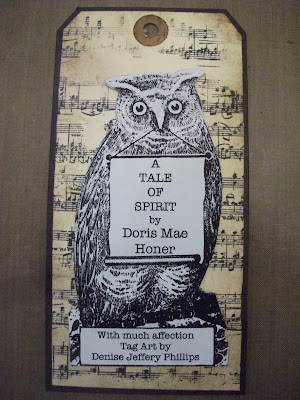 A
TALE
OF
SPIRIT
by
Doris Mae
Honer
With much affection
Tag Art by
Denise Jeffery Phillips